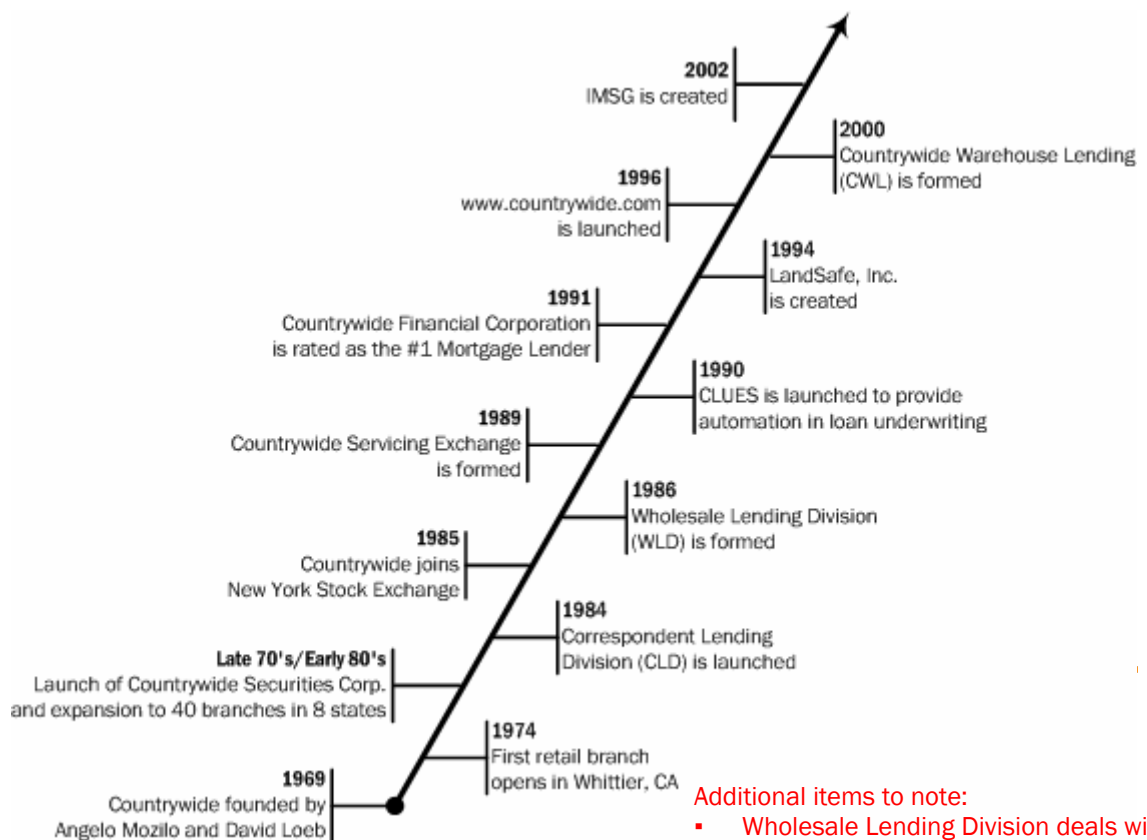 2002
IMSG is created
2000
Countrywide Warehouse Lending
(CWL) is formed
1996
www.countrywide.com
is launched
1994
LandSafe, Inc.
is created
1991
Countrywide Financial Corporation
is rated as the #1 Mortgage Lender
1990
CLUES is launched to provide
automation in loan underwriting
1989
Countrywide Servicing Exchange
is formed
1986
Wholesale Lending Division
(WLD) is formed
1985
Countrywide joins
New York Stock Exchange
1984
Correspondent Lending
Division (CLD) is launched
Late 70's/Early 80's
Launch of Countrywide Securities Corp.
and expansion to 40 branches in 8 states
1974
First retail branch
opens in Whittier, CA
1969
Countrywide founded by
Angelo Mozilo and David Loeb
Additional items to note:
▪ Wholesale Lending Division deals